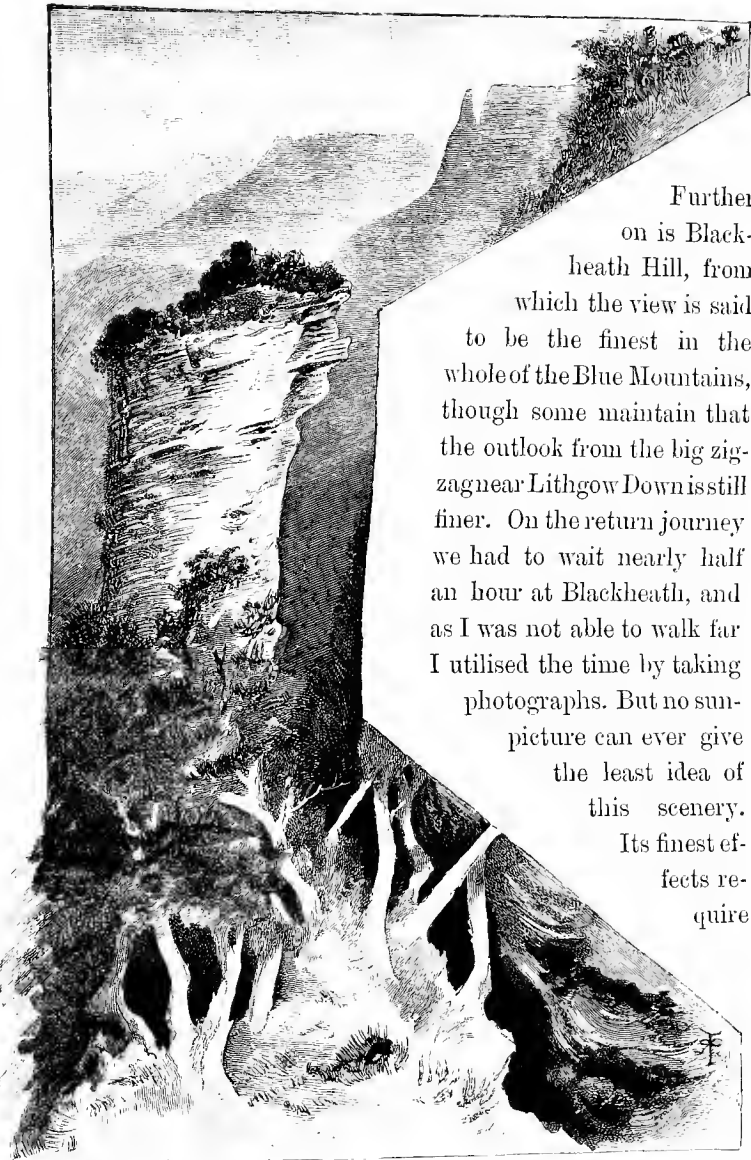 Further
on is Black-
heath Hill, from
which the view is said
to be the finest in the
whole of the Blue Mountains,
though some maintain that
the outlook from the big zig-
zag near Lithgow Down is still
finer. On the return journey
we had to wait nearly half
an hour at Blackheath, and
as I was not able to walk far
I utilised the time by taking
photographs. But no sun-
picture can ever give
the least idea of
this scenery.
Its finest ef-
fects re-
quire